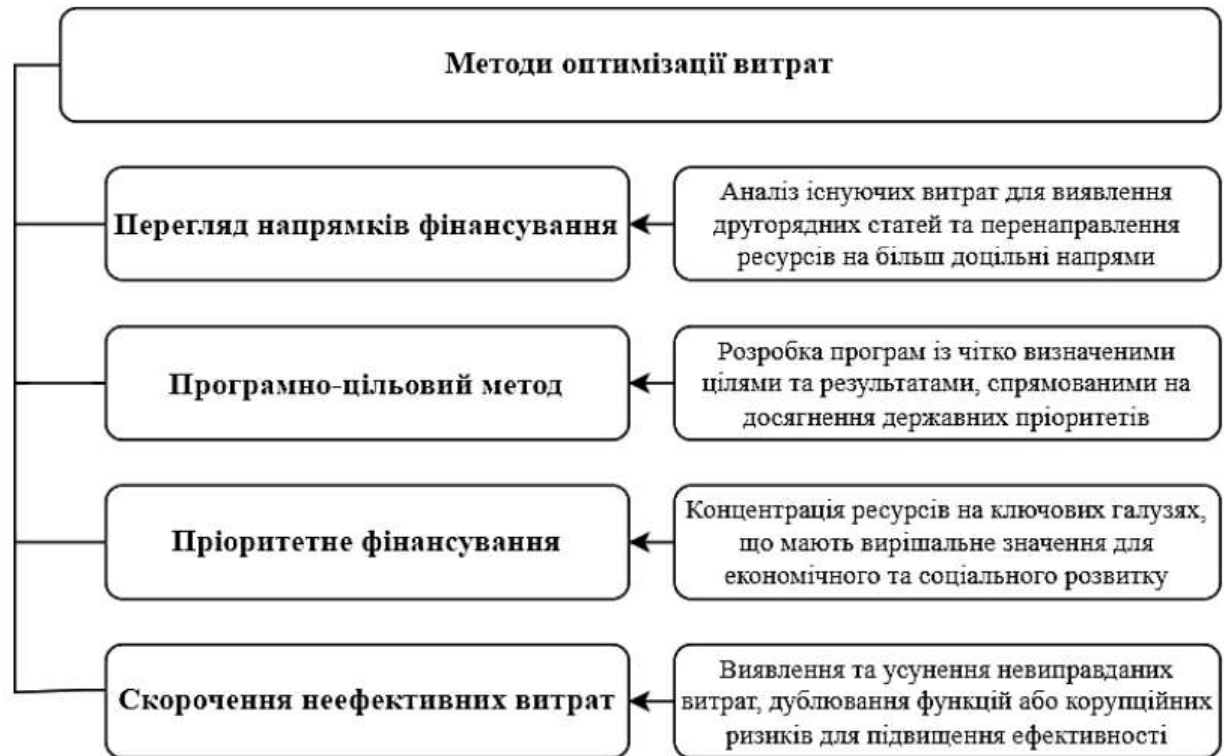 Методи оптимізації витрат
Перегляд напрямків фінансування
Аналіз існуючих витрат для виявлення
другорядних статей та перенаправлення
ресурсів на більш доцільні напрями
Програмно-цільовий метод
Розробка програм із чітко визначеними
цілями та результатами, спрямованими на
досягнення державних пріоритетів
Пріоритетне фінансування
Концентрація ресурсів на ключових галузях,
що мають вирішальне значення для
економічного та соціального розвитку
Скорочення неефективних витрат
Виявлення та усунення невиправданих
витрат, дублювання функцій або корупційних
ризиків для підвищення ефективності